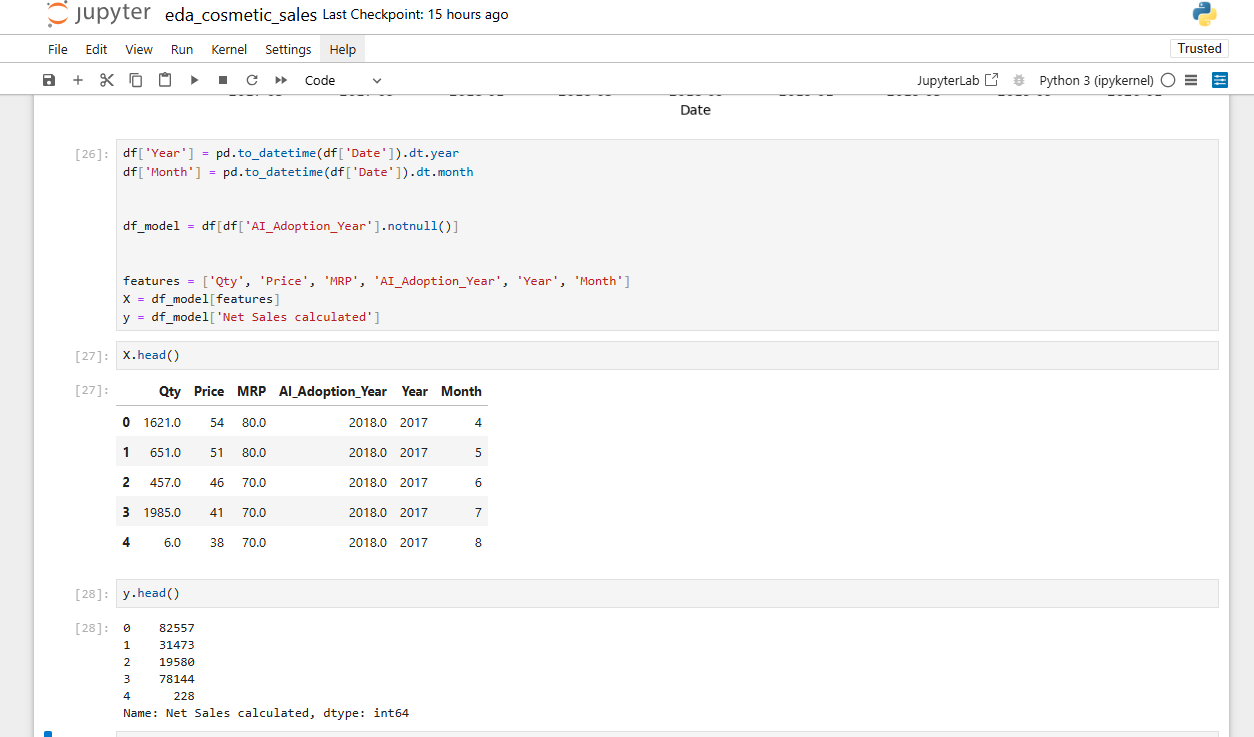 jupyter eda_cosmetic_sales Last Checkpoint: 15 hours ago
File Edit View Run Kernel Settings Help Trusted
Code JupyterLab Python 3 (ipykernel)
Date
[26]: df['Year'] = pd.to_datetime(df['Date']).dt.year
df['Month'] = pd.to_datetime(df['Date']).dt.month
df_model = df[df['AI_Adoption_Year'].notnull()]
features = ['Qty', 'Price', 'MRP', 'AI_Adoption_Year', 'Year', 'Month']
X = df_model[features]
y = df_model['Net Sales calculated']
[27]: X.head()
[27]: Qty Price MRP AI_Adoption_Year Year Month
0 1621.0 54 80.0 2018.0 2017 4
1 651.0 51 80.0 2018.0 2017 5
2 457.0 46 70.0 2018.0 2017 6
3 1985.0 41 70.0 2018.0 2017 7
4 6.0 38 70.0 2018.0 2017 8
[28]: y.head()
[28]: 0 82557
1 31473
2 19580
3 78144
4 228
Name: Net Sales calculated, dtype: int64